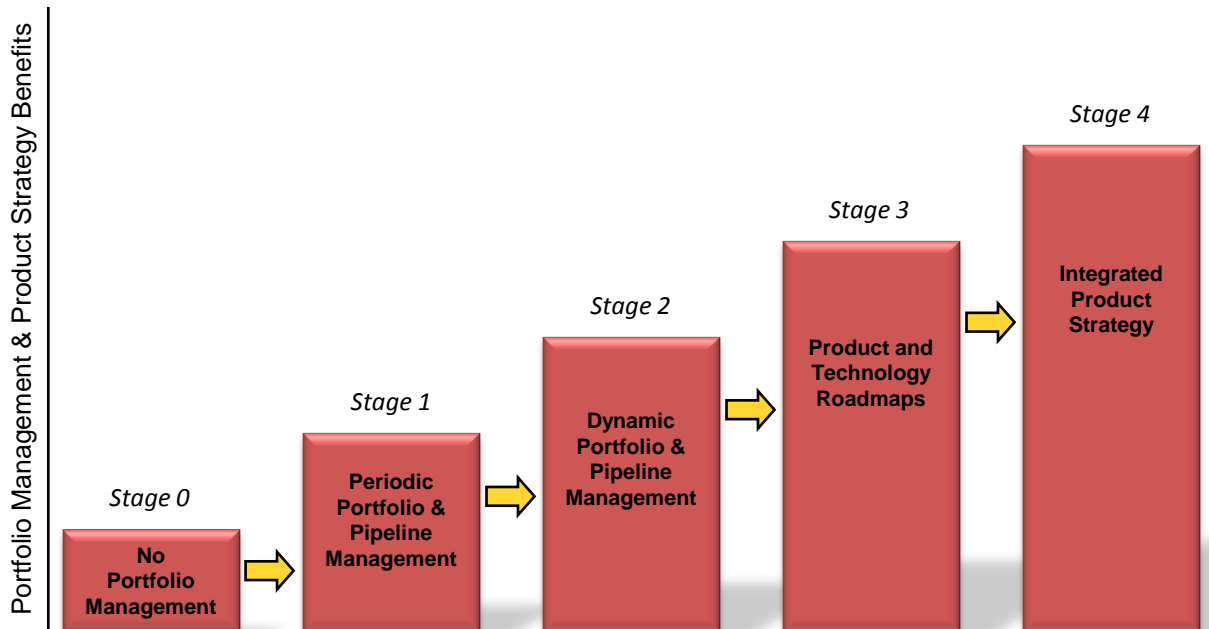 Portfolio Management & Product Strategy Benefits
Stage 0
No
Portfolio
Management
Stage 1
Periodic
Portfolio &
Pipeline
Management
Stage 2
Dynamic
Portfolio &
Pipeline
Management
Stage 3
Product and
Technology
Roadmaps
Stage 4
Integrated
Product
Strategy